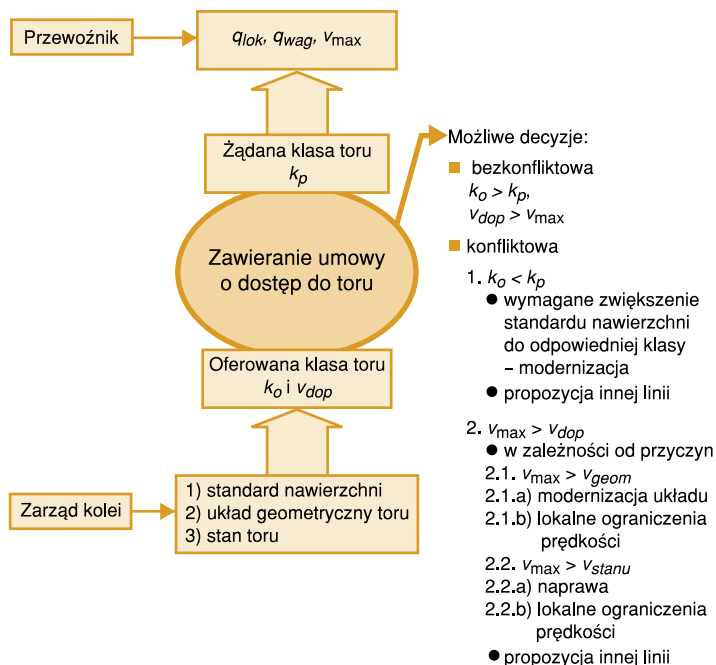 Przewoźnik
q_lok, q_wag, v_max
Żądana klasa toru
k_p
Zawieranie umowy
o dostęp do toru
Oferowana klasa toru
k_o i v_dop
Zarząd kolei
1) standard nawierzchni
2) układ geometryczny toru
3) stan toru
Możliwe decyzje:
■ bezkonfliktowa
k_o > k_p,
v_dop > v_max
■ konfliktowa
1. k_o < k_p
● wymagane zwiększenie
standardu nawierzchni
do odpowiedniej klasy
– modernizacja
● propozycja innej linii
2. v_max > v_dop
● w zależności od przyczyn
2.1. v_max > v_geom
2.1.a) modernizacja układu
2.1.b) lokalne ograniczenia
prędkości
2.2. v_max > v_stanu
2.2.a) naprawa
2.2.b) lokalne ograniczenia
prędkości
● propozycja innej linii